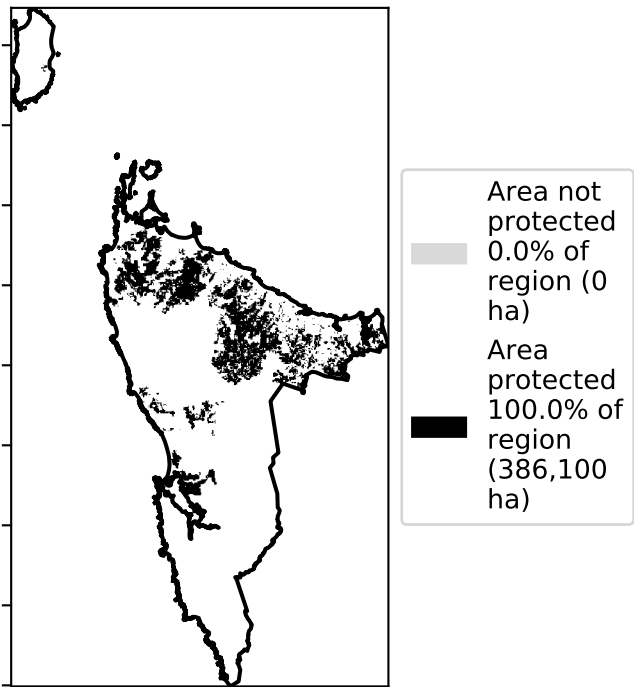 Area not
protected
0.0% of
region (0
ha)
Area
protected
100.0% of
region
(386,100
ha)